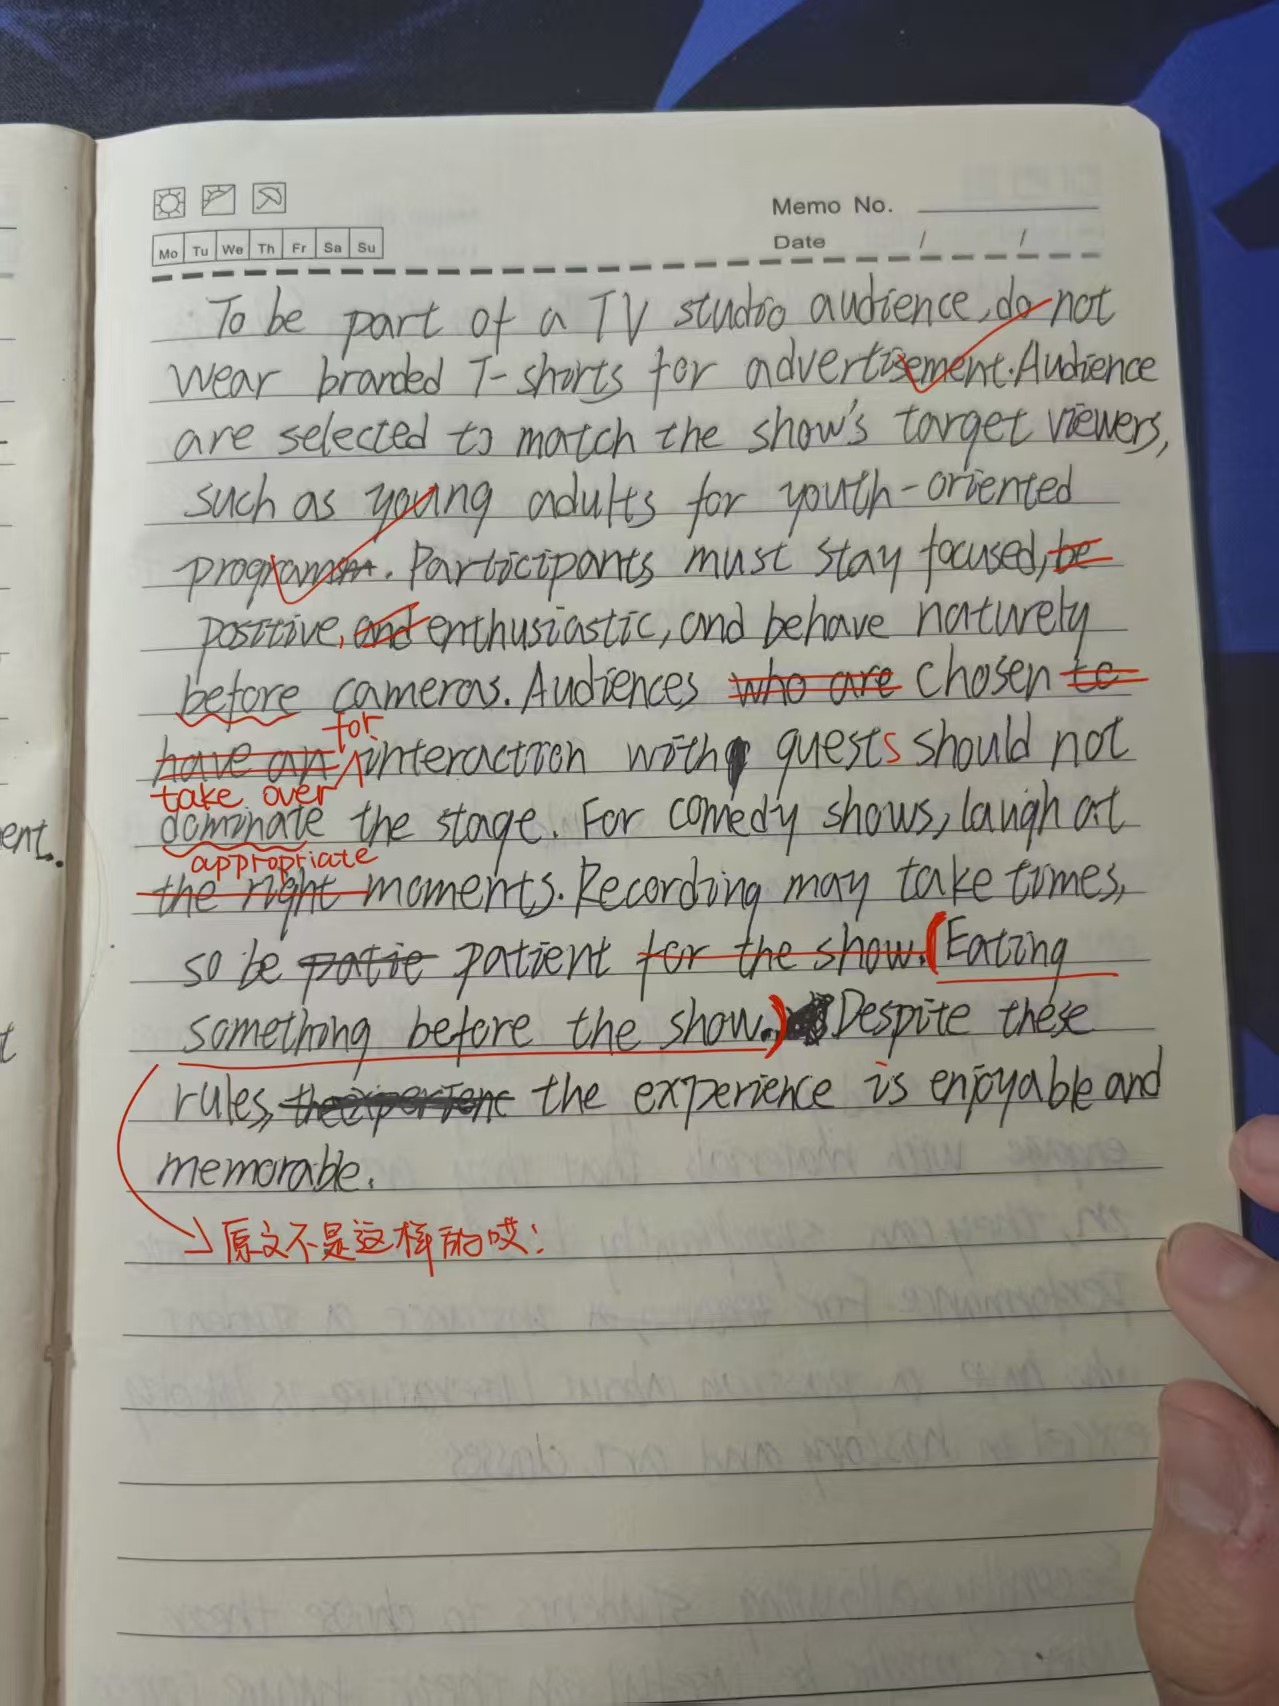 Memo No.
Mo Tu We Th Fr Sa Su
Date / /
To be part of a TV studio audience, do not
wear branded T-shorts for advertisement. Audience
are selected to match the show's target viewers,
such as young adults for youth-oriented
program. Participants must stay focused, be
positive, and enthusiastic, and behave naturely
before cameras. Audiences who are chosen to
for
have an interaction with guests should not
take over
dominate the stage. For comedy shows, laugh at
appropriate
the right moments. Recording may take times,
so be patie patient for the show. (Eating
something before the show.) Despite these
rules, the experienc the experience is enjoyable and
memorable.
→原文不是这样的哎!
ent.
t